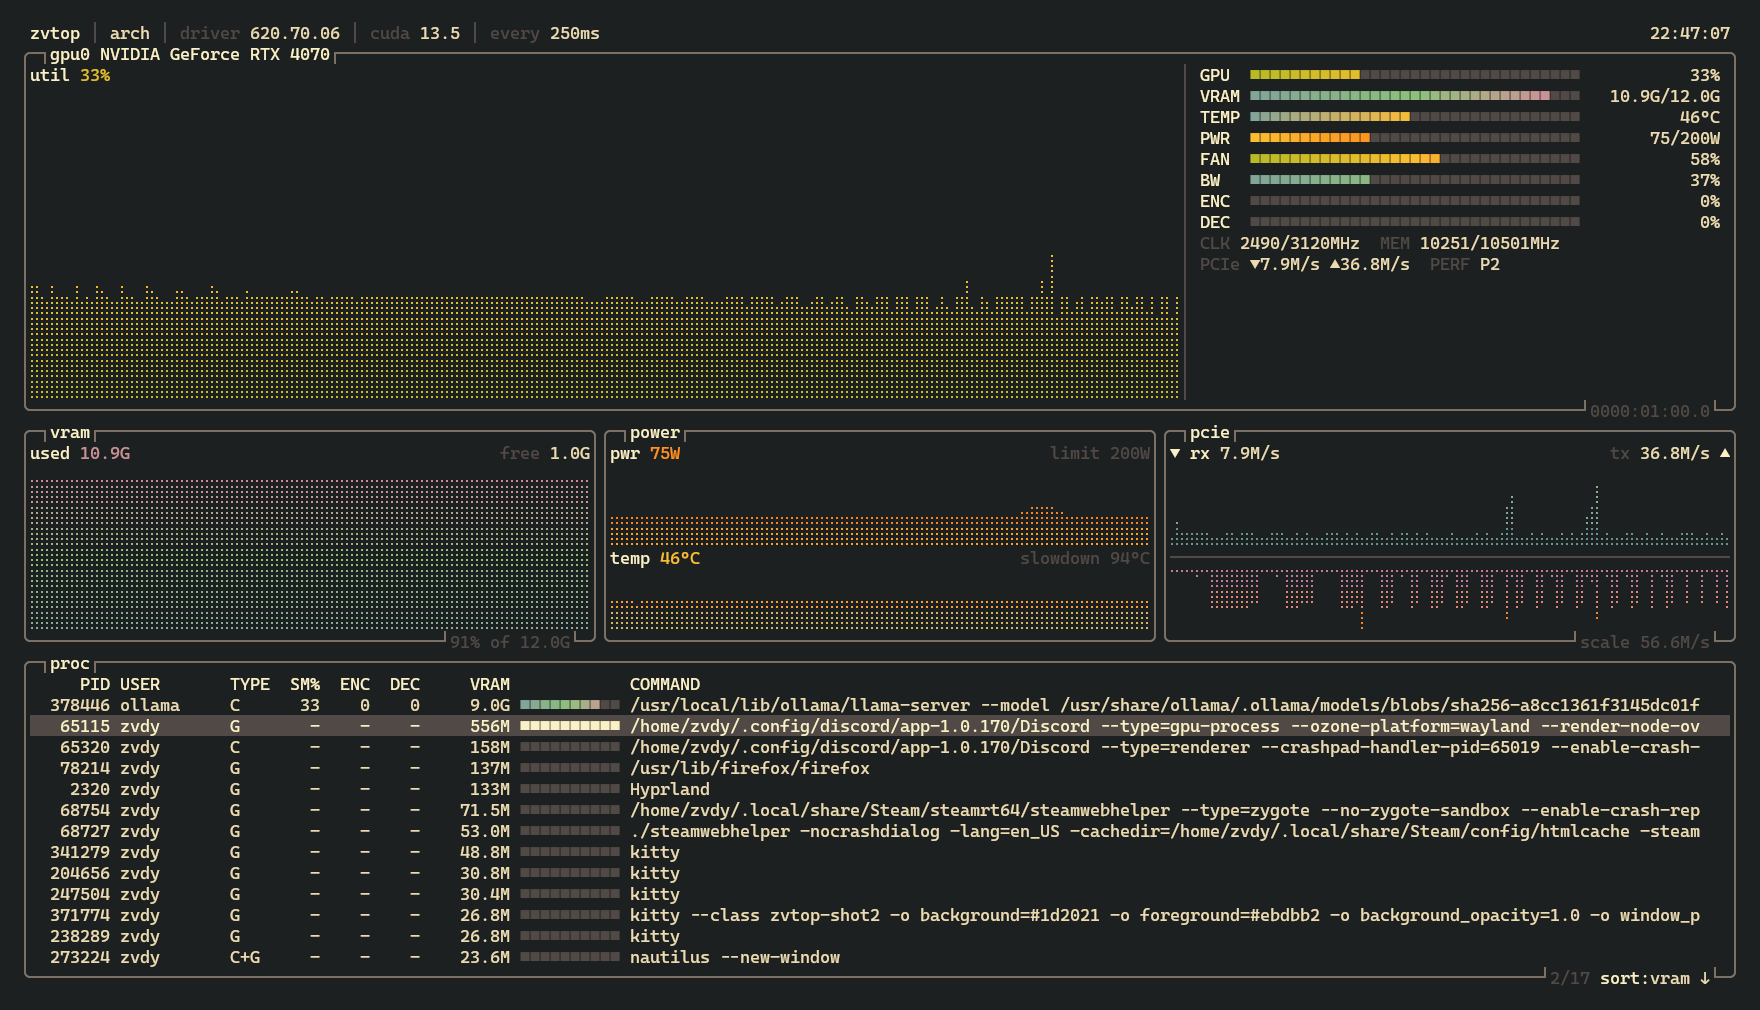 zvtop │ arch │ driver 620.70.06 │ cuda 13.5 │ every 250ms 22:47:07
gpu0 NVIDIA GeForce RTX 4070
util 33%
GPU 33%
VRAM 10.9G/12.0G
TEMP 46°C
PWR 75/200W
FAN 58%
BW 37%
ENC 0%
DEC 0%
CLK 2490/3120MHz MEM 10251/10501MHz
PCIe ▼7.9M/s ▲36.8M/s PERF P2
0000:01:00.0
vram
used 10.9G free 1.0G
91% of 12.0G
power
pwr 75W limit 200W
temp 46°C slowdown 94°C
pcie
▼ rx 7.9M/s tx 36.8M/s ▲
scale 56.6M/s
proc
PID USER TYPE SM% ENC DEC VRAM COMMAND
378446 ollama C 33 0 0 9.0G /usr/local/lib/ollama/llama-server --model /usr/share/ollama/.ollama/models/blobs/sha256-a8cc1361f3145dc01f
65115 zvdy G – – – 556M /home/zvdy/.config/discord/app-1.0.170/Discord --type=gpu-process --ozone-platform=wayland --render-node-ov
65320 zvdy C – – – 158M /home/zvdy/.config/discord/app-1.0.170/Discord --type=renderer --crashpad-handler-pid=65019 --enable-crash-
78214 zvdy G – – – 137M /usr/lib/firefox/firefox
2320 zvdy G – – – 133M Hyprland
68754 zvdy G – – – 71.5M /home/zvdy/.local/share/Steam/steamrt64/steamwebhelper --type=zygote --no-zygote-sandbox --enable-crash-rep
68727 zvdy G – – – 53.0M ./steamwebhelper -nocrashdialog -lang=en_US -cachedir=/home/zvdy/.local/share/Steam/config/htmlcache -steam
341279 zvdy G – – – 48.8M kitty
204656 zvdy G – – – 30.8M kitty
247504 zvdy G – – – 30.4M kitty
371774 zvdy G – – – 26.8M kitty --class zvtop-shot2 -o background=#1d2021 -o foreground=#ebdbb2 -o background_opacity=1.0 -o window_p
238289 zvdy G – – – 26.8M kitty
273224 zvdy C+G – – – 23.6M nautilus --new-window
2/17 sort:vram ↓